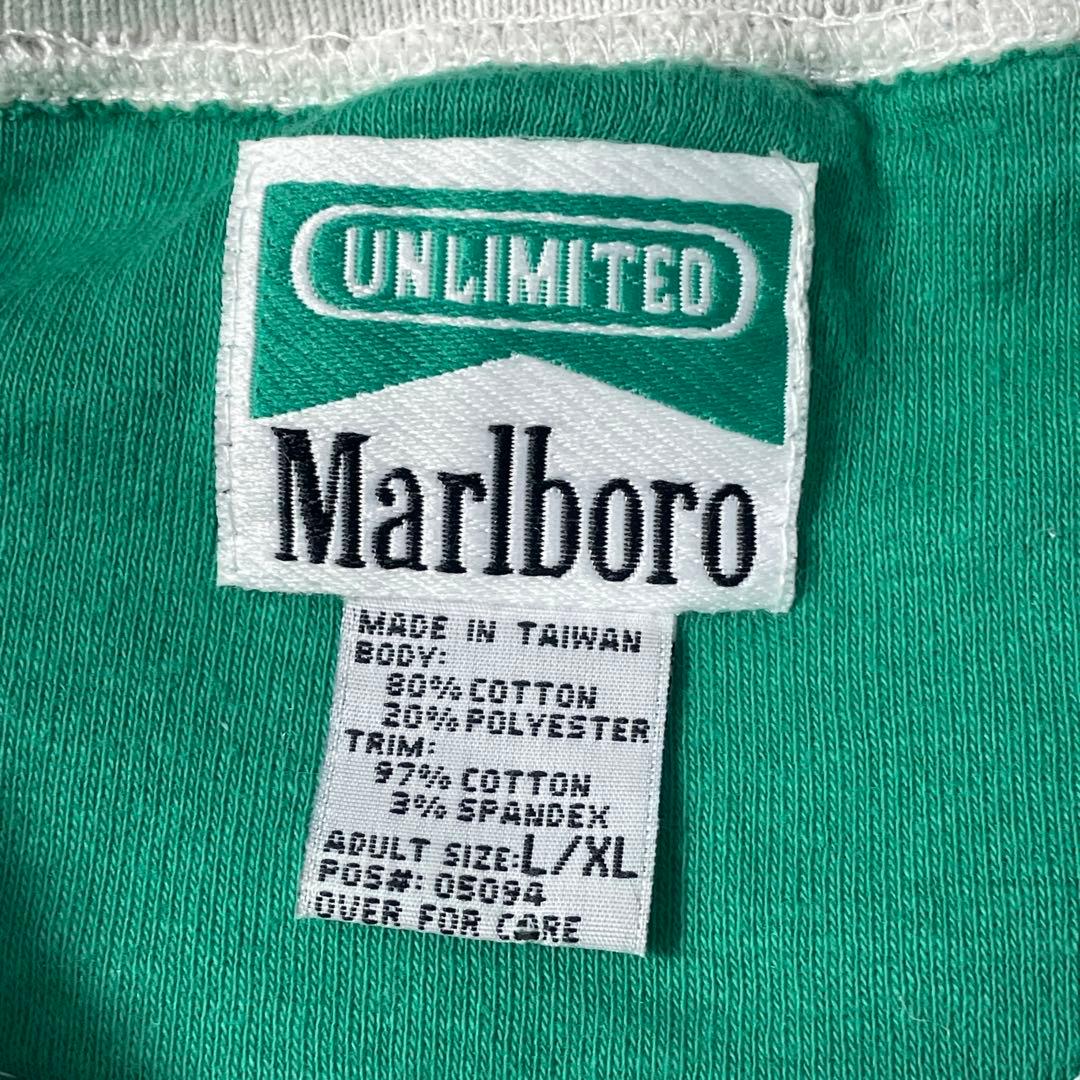 UNLIMITED
Marlboro
MADE IN TAIWAN
BODY:
80% COTTON
20% POLYESTER
TRIM:
97% COTTON
3% SPANDEX
ADULT SIZE: L/XL
POS#: 05094
OVER FOR CARE